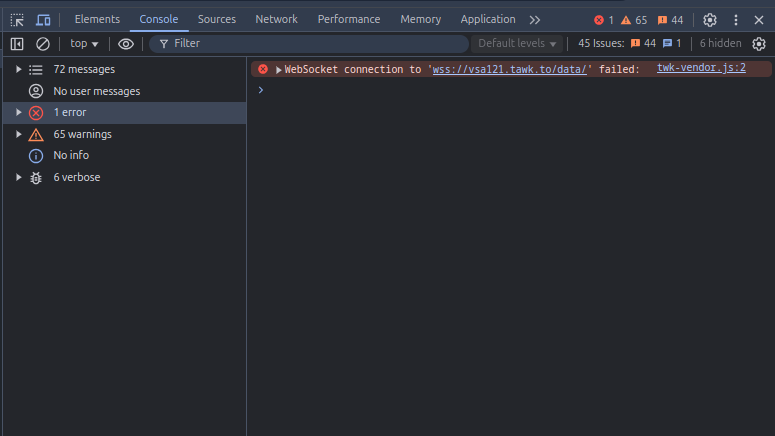 Elements Console Sources Network Performance Memory Application 1 65 44
top Filter Default levels 45 Issues: 44 1 6 hidden
72 messages
No user messages
1 error
65 warnings
No info
6 verbose
WebSocket connection to 'wss://vsa121.tawk.to/data/' failed: twk-vendor.js:2